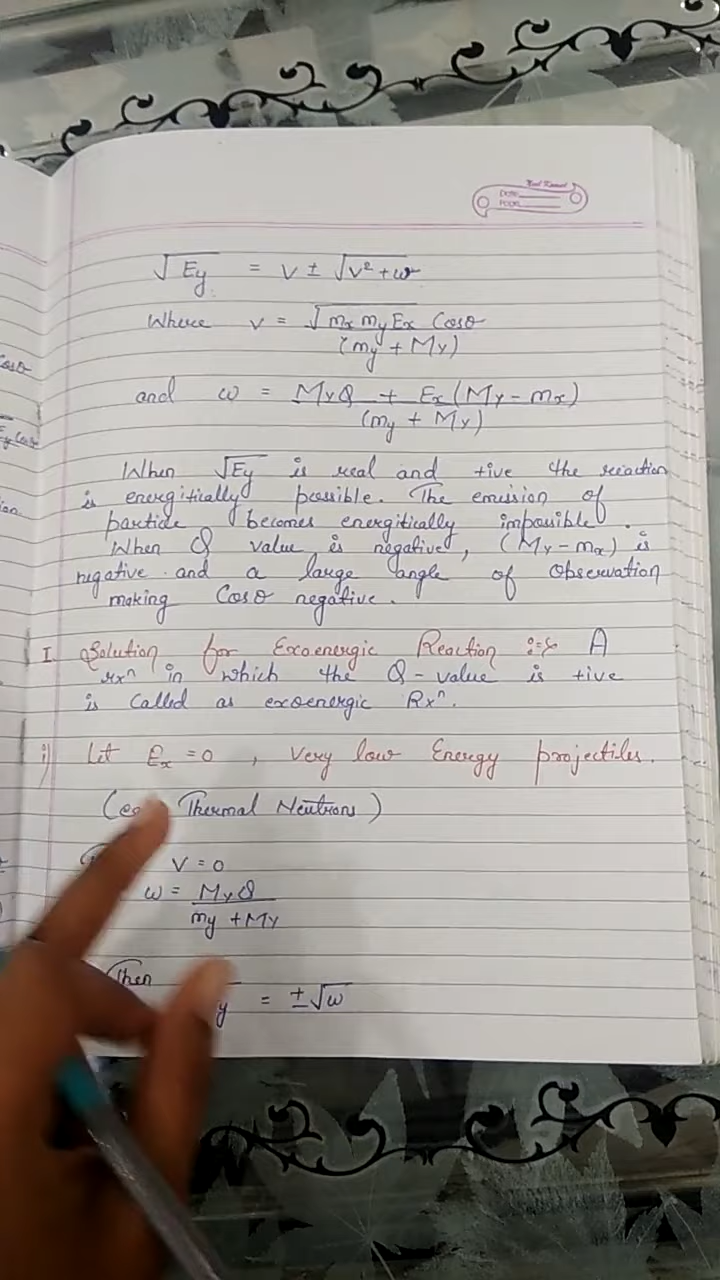 DATE
PAGE
√Ey = V ± √V² + ω
Where V = √mx my Ex Cosθ
(my + My)
and ω = MyQ + Ex(My - mx)
(my + My)
When √Ey is real and +ive the reaction
is energitically possible. The emission of
particle becomes energitically impossible.
When Q value is negative, (My - mx) is
negative and a large angle of observation
making Cosθ negative.
I Solution for Exoenergic Reaction :- A
rxⁿ in which the Q-value is +ive
is called as exoenergic Rxⁿ.
i) Let Ex = 0, Very low Energy projectiles.
Thermal Neutrons)
V = 0
ω = MyQ
my + My
Then
y = ±√ω
Cosθ